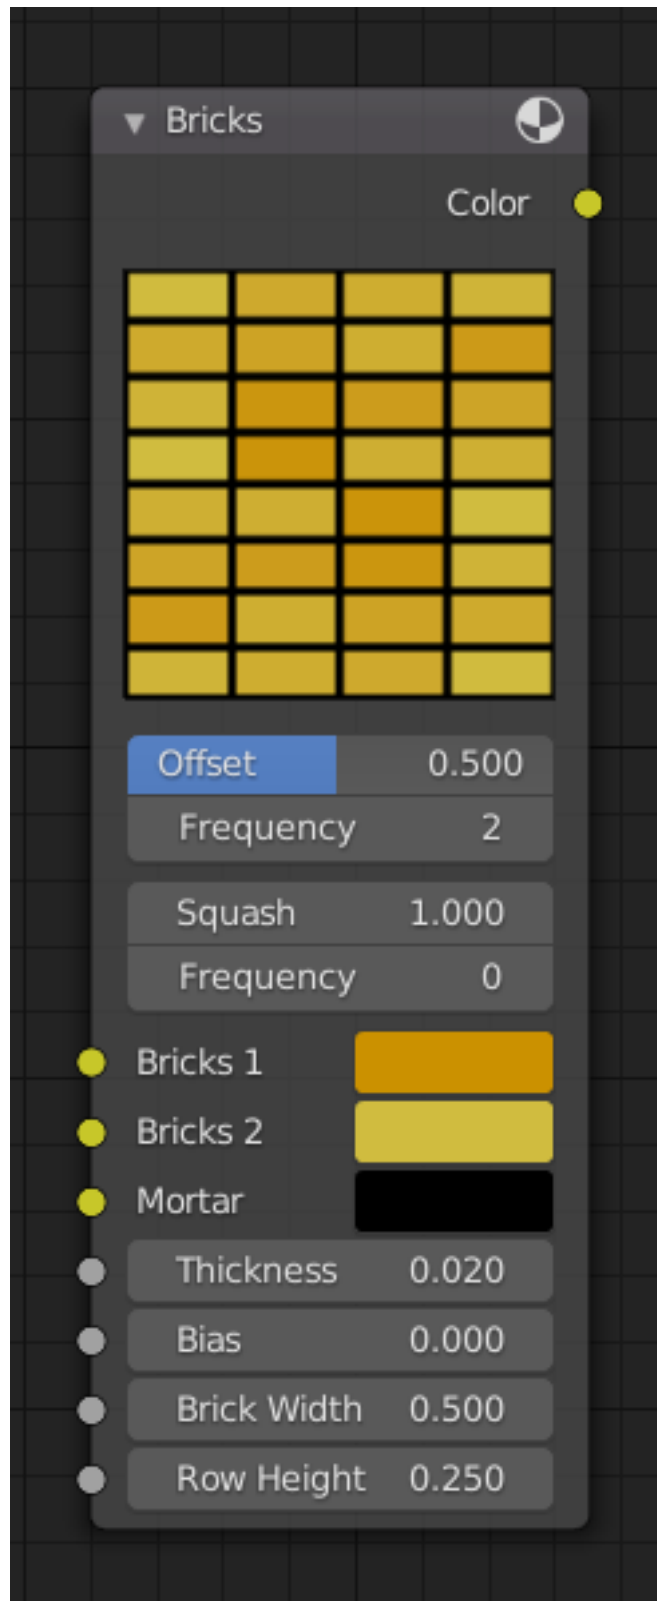 Bricks
Color
Offset 0.500
Frequency 2
Squash 1.000
Frequency 0
Bricks 1
Bricks 2
Mortar
Thickness 0.020
Bias 0.000
Brick Width 0.500
Row Height 0.250